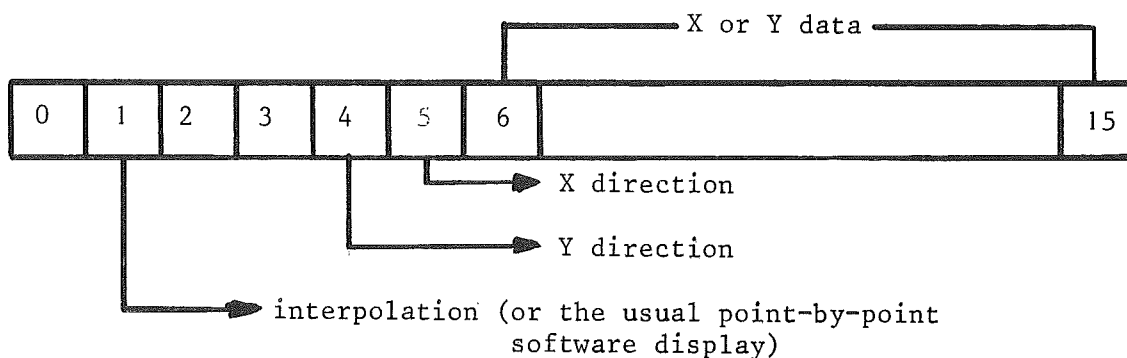 X or Y data
0 1 2 3 4 5 6 15
X direction
Y direction
interpolation (or the usual point-by-point
software display)